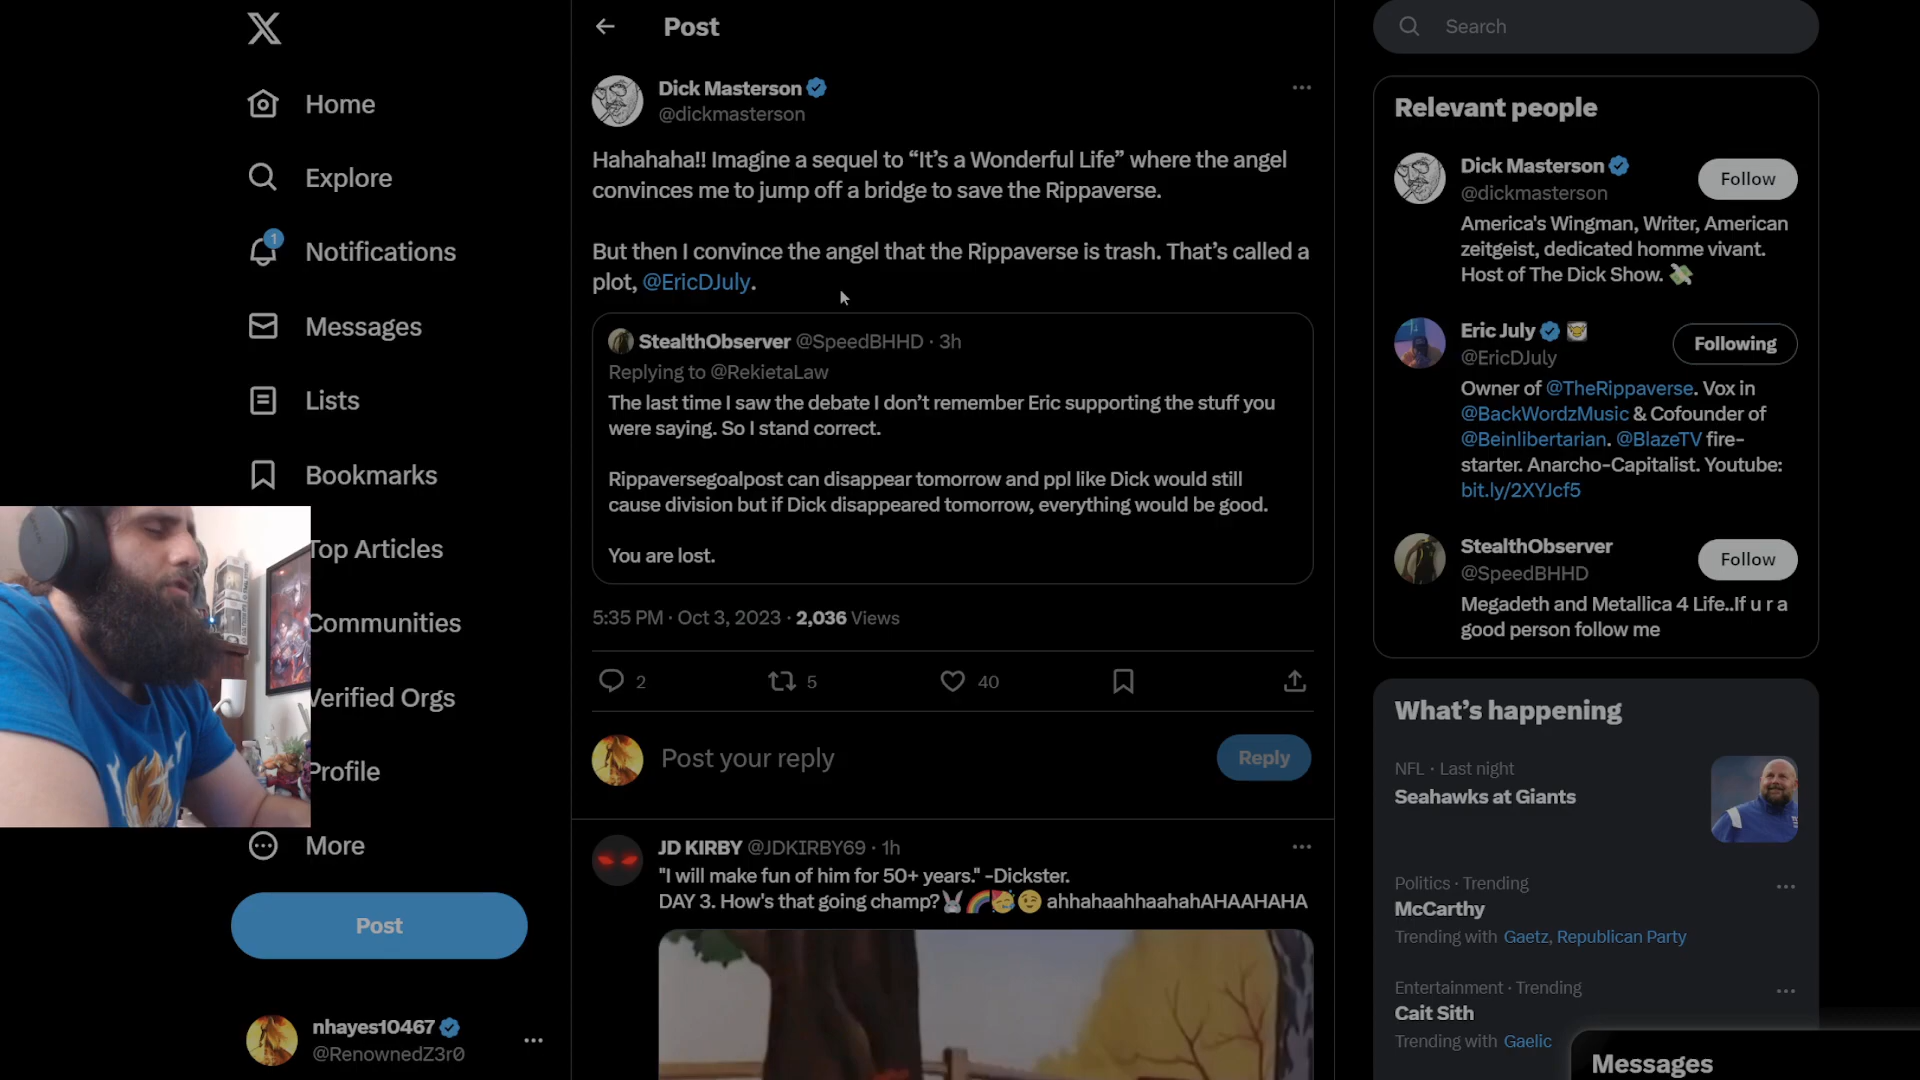 Home
Explore
1
Notifications
Messages
Lists
Bookmarks
Top Articles
Communities
Verified Orgs
Profile
More
Post
nhayes10467
@RenownedZ3r0
Post
Dick Masterson
@dickmasterson
Hahahaha!! Imagine a sequel to “It’s a Wonderful Life” where the angel
convinces me to jump off a bridge to save the Rippaverse.
But then I convince the angel that the Rippaverse is trash. That’s called a
plot, @EricDJuly.
StealthObserver @SpeedBHHD · 3h
Replying to @RekietaLaw
The last time I saw the debate I don’t remember Eric supporting the stuff you
were saying. So I stand correct.
Rippaversegoalpost can disappear tomorrow and ppl like Dick would still
cause division but if Dick disappeared tomorrow, everything would be good.
You are lost.
5:35 PM · Oct 3, 2023 · 2,036 Views
2
5
40
Post your reply
Reply
JD KIRBY @JDKIRBY69 · 1h
"I will make fun of him for 50+ years." -Dickster.
DAY 3. How's that going champ?🐰🌈🥳😉 ahhahaahhaahahAHAAHAHA
Search
Relevant people
Dick Masterson
@dickmasterson
Follow
America's Wingman, Writer, American
zeitgeist, dedicated homme vivant.
Host of The Dick Show. 💸
Eric July
@EricDJuly
Following
Owner of @TheRippaverse. Vox in
@BackWordzMusic & Cofounder of
@Beinlibertarian. @BlazeTV fire-
starter. Anarcho-Capitalist. Youtube:
bit.ly/2XYJcf5
StealthObserver
@SpeedBHHD
Follow
Megadeth and Metallica 4 Life..If u r a
good person follow me
What’s happening
NFL · Last night
Seahawks at Giants
Politics · Trending
McCarthy
Trending with Gaetz, Republican Party
Entertainment · Trending
Cait Sith
Trending with Gaelic
Messages